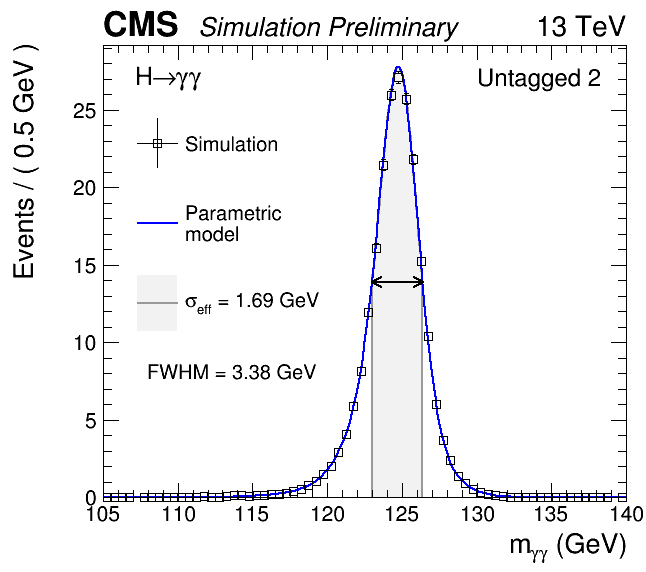 CMS Simulation Preliminary 13 TeV
Events / ( 0.5 GeV )
H→γγ
Untagged 2
Simulation
Parametric
model
σeff = 1.69 GeV
FWHM = 3.38 GeV
25
20
15
10
5
0
105 110 115 120 125 130 135 140
mγγ (GeV)